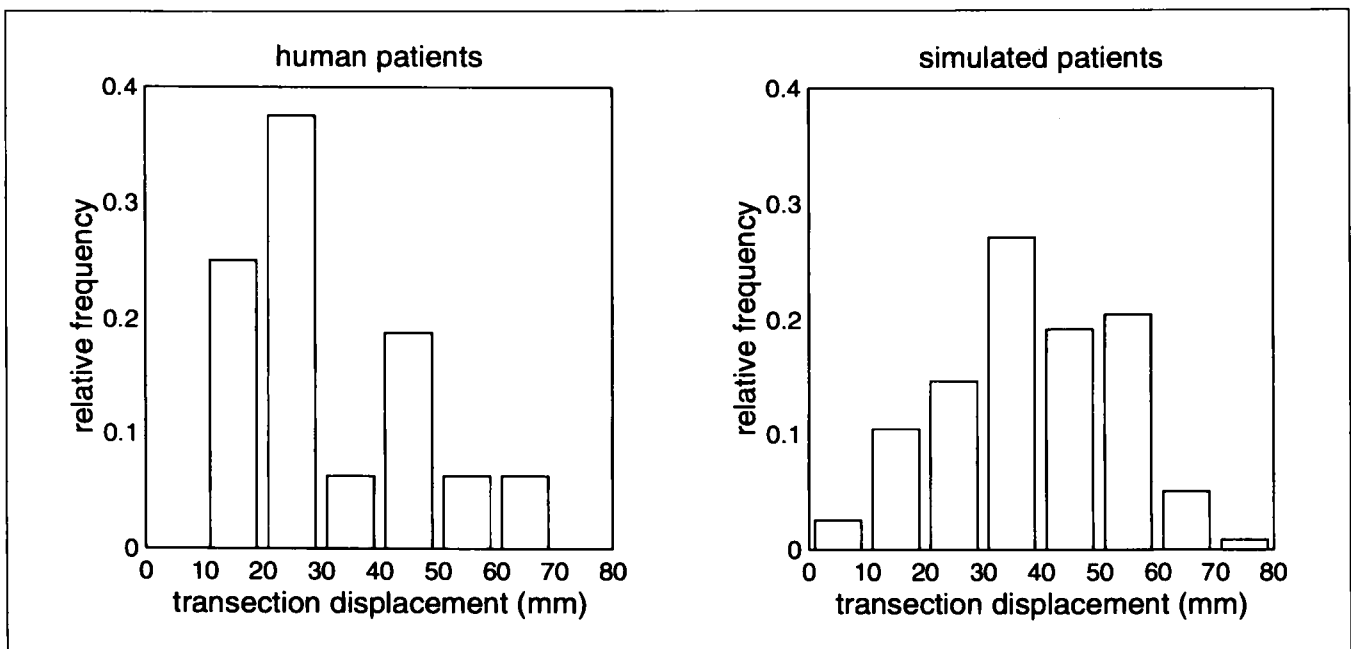 human patients
0.4
0.3
0.2
0.1
0
relative frequency
0 10 20 30 40 50 60 70 80
transection displacement (mm)
simulated patients
0.4
0.3
0.2
0.1
0
relative frequency
0 10 20 30 40 50 60 70 80
transection displacement (mm)